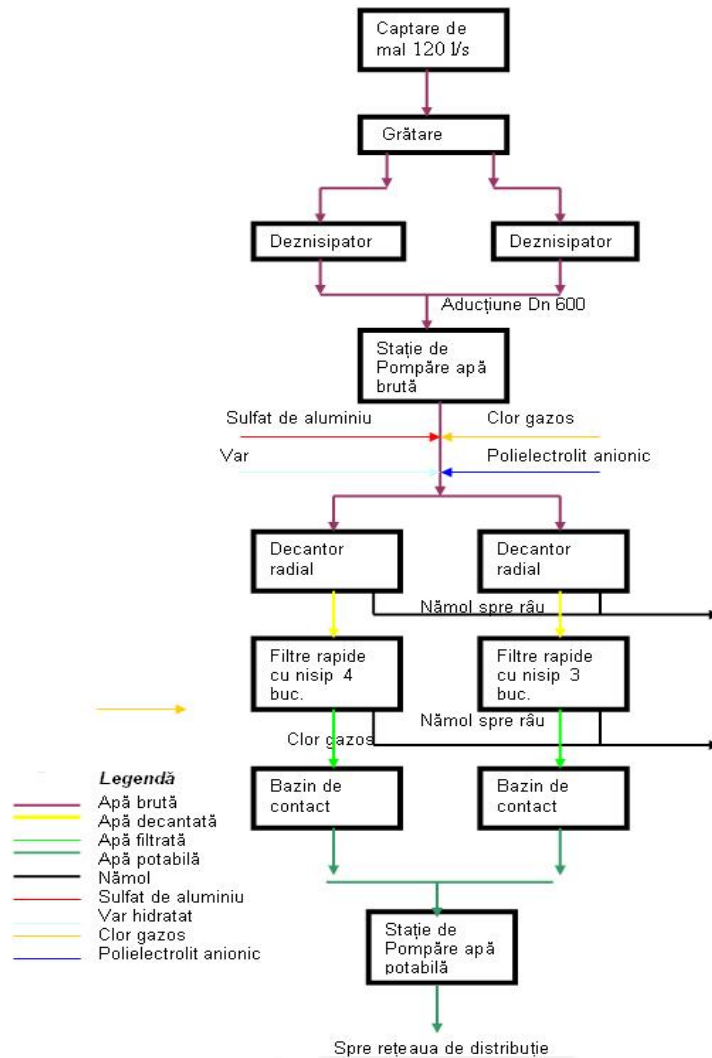 Captare de
mal 120 l/s
Grătare
Deznisipator
Deznisipator
Aducțiune Dn 600
Stație de
Pompăre apă
brută
Sulfat de aluminiu
Clor gazos
Var
Polielectrolit anionic
Decantor
radial
Decantor
radial
Nămol spre râu
Filtre rapide
cu nisip 4
buc.
Filtre rapide
cu nisip 3
buc.
Nămol spre râu
Clor gazos
Bazin de
contact
Bazin de
contact
Legendă
Apă brută
Apă decantată
Apă filtrată
Apă potabilă
Nămol
Sulfat de aluminiu
Var hidratat
Clor gazos
Polielectrolit anionic
Stație de
Pompăre apă
potabilă
Spre rețeaua de distribuție